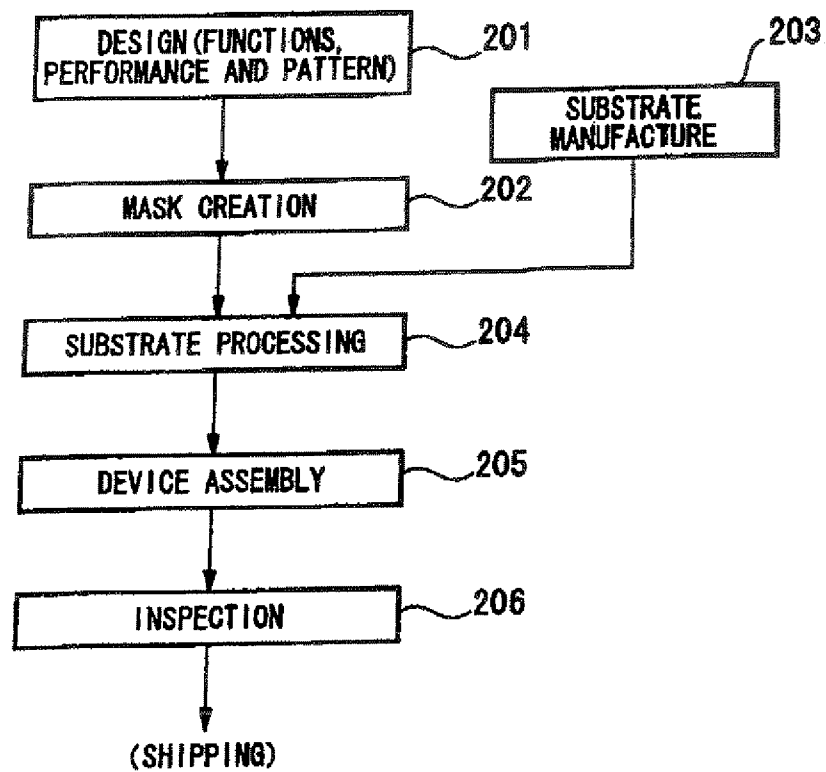 DESIGN(FUNCTIONS,
PERFORMANCE AND PATTERN)
201
203
SUBSTRATE
MANUFACTURE
MASK CREATION
202
SUBSTRATE PROCESSING
204
DEVICE ASSEMBLY
205
INSPECTION
206
(SHIPPING)